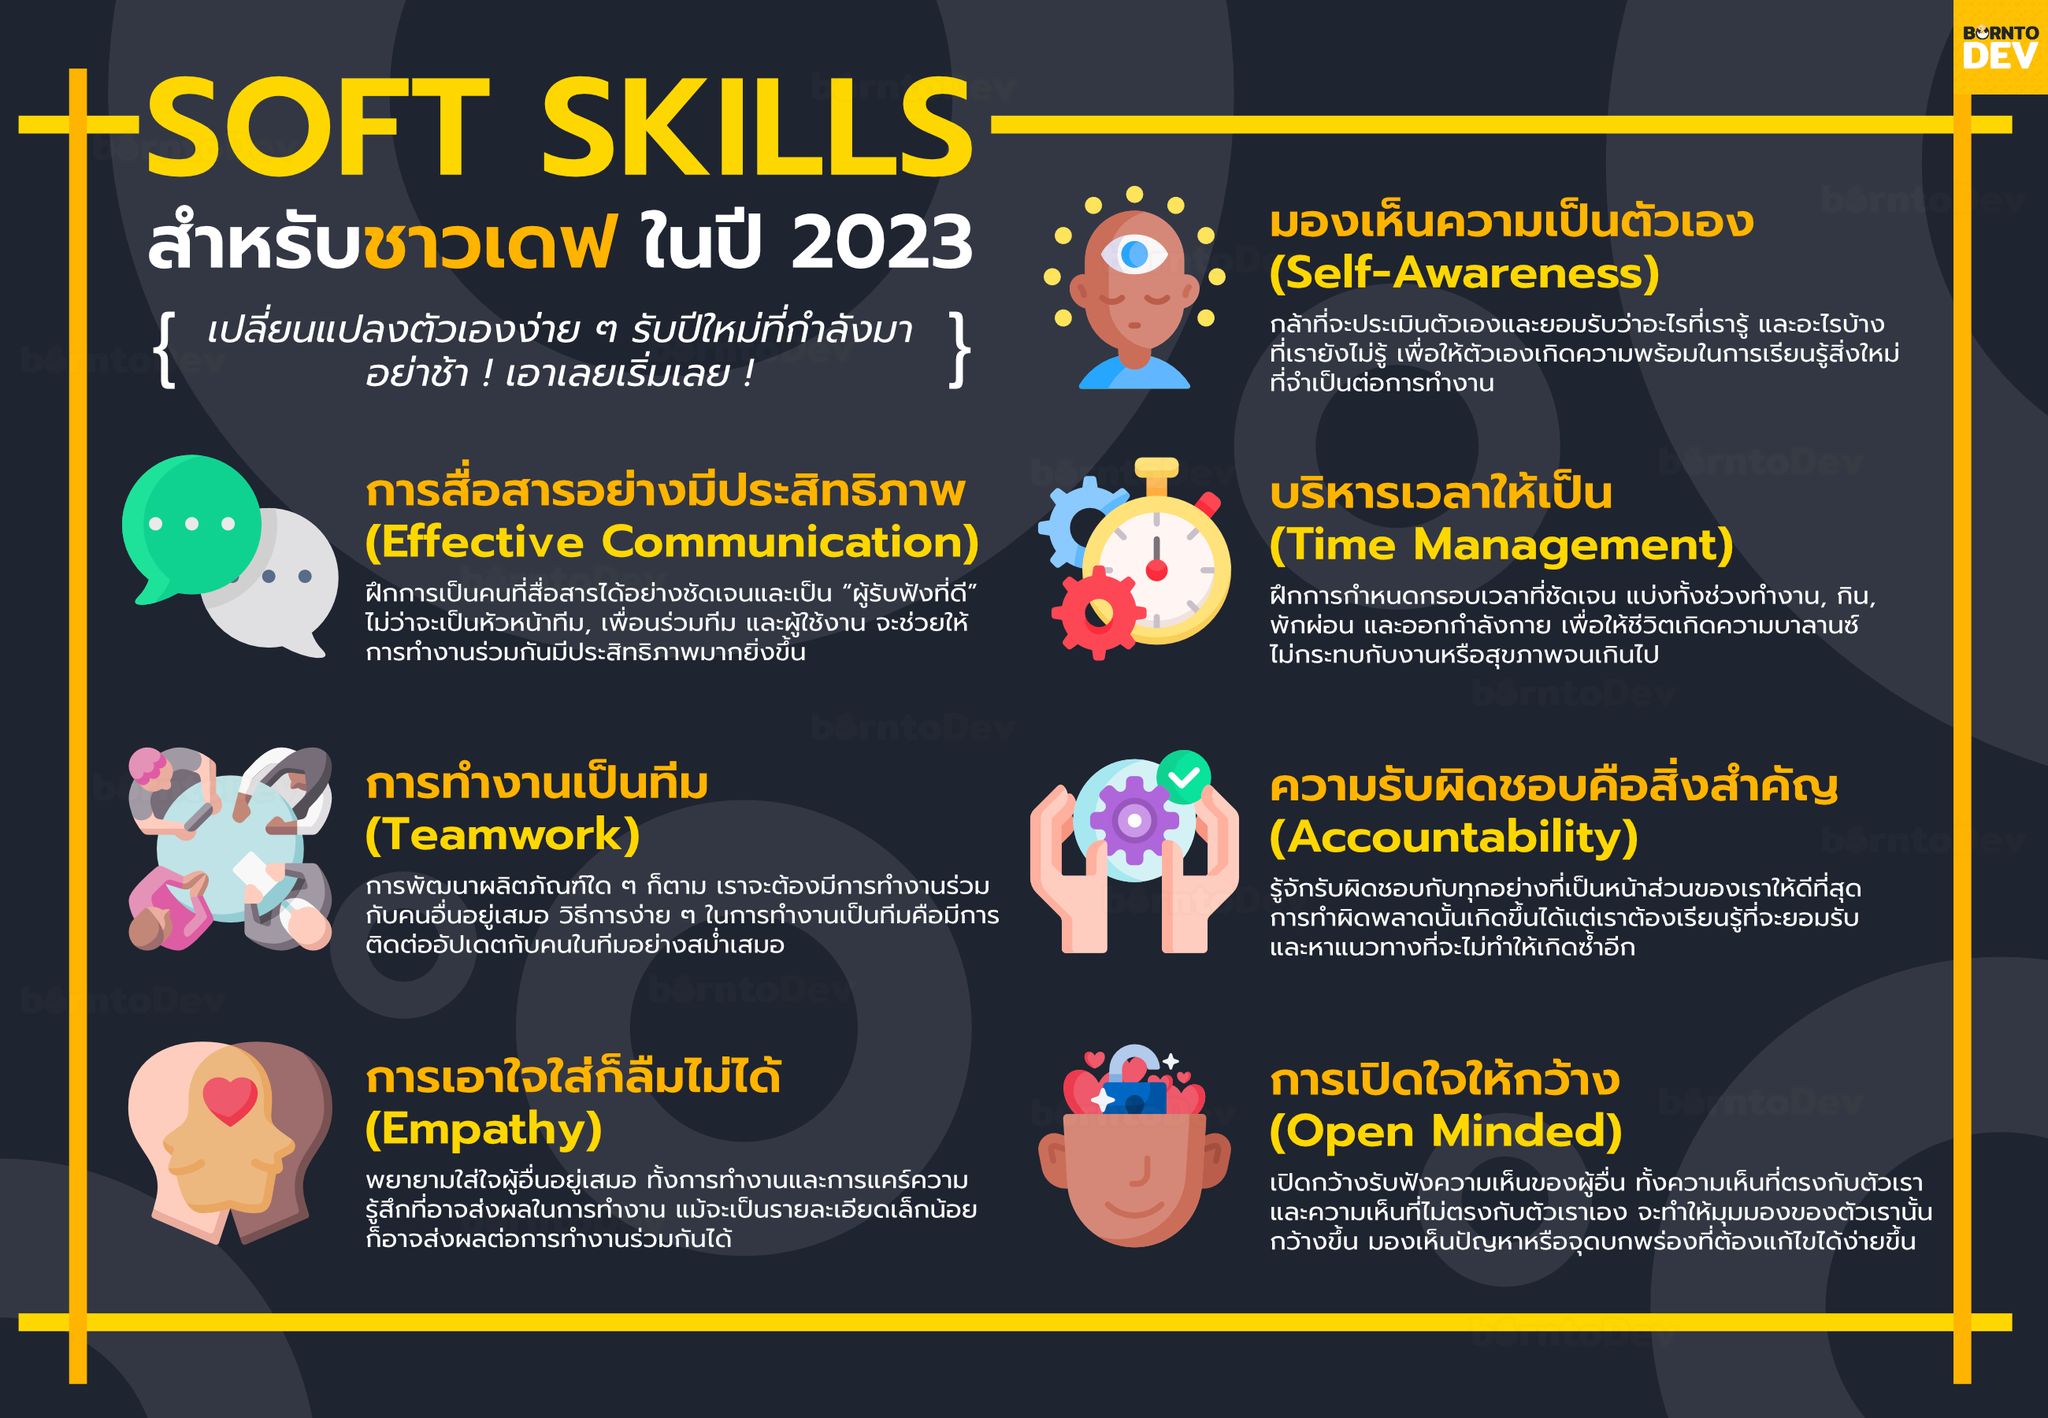 BORNTO
DEV
SOFT SKILLS
สำหรับชาวเดฟ ในปี 2023
{ เปลี่ยนแปลงตัวเองง่าย ๆ รับปีใหม่ที่กำลังมา
อย่าช้า ! เอาเลยเริ่มเลย ! }
การสื่อสารอย่างมีประสิทธิภาพ
(Effective Communication)
ฝึกการเป็นคนที่สื่อสารได้อย่างชัดเจนและเป็น “ผู้รับฟังที่ดี”
ไม่ว่าจะเป็นหัวหน้าทีม, เพื่อนร่วมทีม และผู้ใช้งาน จะช่วยให้
การทำงานร่วมกันมีประสิทธิภาพมากยิ่งขึ้น
การทำงานเป็นทีม
(Teamwork)
การพัฒนาผลิตภัณฑ์ใด ๆ ก็ตาม เราจะต้องมีการทำงานร่วม
กับคนอื่นอยู่เสมอ วิธีการง่าย ๆ ในการทำงานเป็นทีมคือมีการ
ติดต่ออัปเดตกับคนในทีมอย่างสม่ำเสมอ
การเอาใจใส่ก็ลืมไม่ได้
(Empathy)
พยายามใส่ใจผู้อื่นอยู่เสมอ ทั้งการทำงานและการแคร์ความ
รู้สึกที่อาจส่งผลในการทำงาน แม้จะเป็นรายละเอียดเล็กน้อย
ก็อาจส่งผลต่อการทำงานร่วมกันได้
มองเห็นความเป็นตัวเอง
(Self-Awareness)
กล้าที่จะประเมินตัวเองและยอมรับว่าอะไรที่เรารู้ และอะไรบ้าง
ที่เรายังไม่รู้ เพื่อให้ตัวเองเกิดความพร้อมในการเรียนรู้สิ่งใหม่
ที่จำเป็นต่อการทำงาน
บริหารเวลาให้เป็น
(Time Management)
ฝึกการกำหนดกรอบเวลาที่ชัดเจน แบ่งทั้งช่วงทำงาน, กิน,
พักผ่อน และออกกำลังกาย เพื่อให้ชีวิตเกิดความบาลานซ์
ไม่กระทบกับงานหรือสุขภาพจนเกินไป
ความรับผิดชอบคือสิ่งสำคัญ
(Accountability)
รู้จักรับผิดชอบกับทุกอย่างที่เป็นหน้าส่วนของเราให้ดีที่สุด
การทำผิดพลาดนั้นเกิดขึ้นได้แต่เราต้องเรียนรู้ที่จะยอมรับ
และหาแนวทางที่จะไม่ทำให้เกิดซ้ำอีก
การเปิดใจให้กว้าง
(Open Minded)
เปิดกว้างรับฟังความเห็นของผู้อื่น ทั้งความเห็นที่ตรงกับตัวเรา
และความเห็นที่ไม่ตรงกับตัวเราเอง จะทำให้มุมมองของตัวเรานั้น
กว้างขึ้น มองเห็นปัญหาหรือจุดบกพร่องที่ต้องแก้ไขได้ง่ายขึ้น